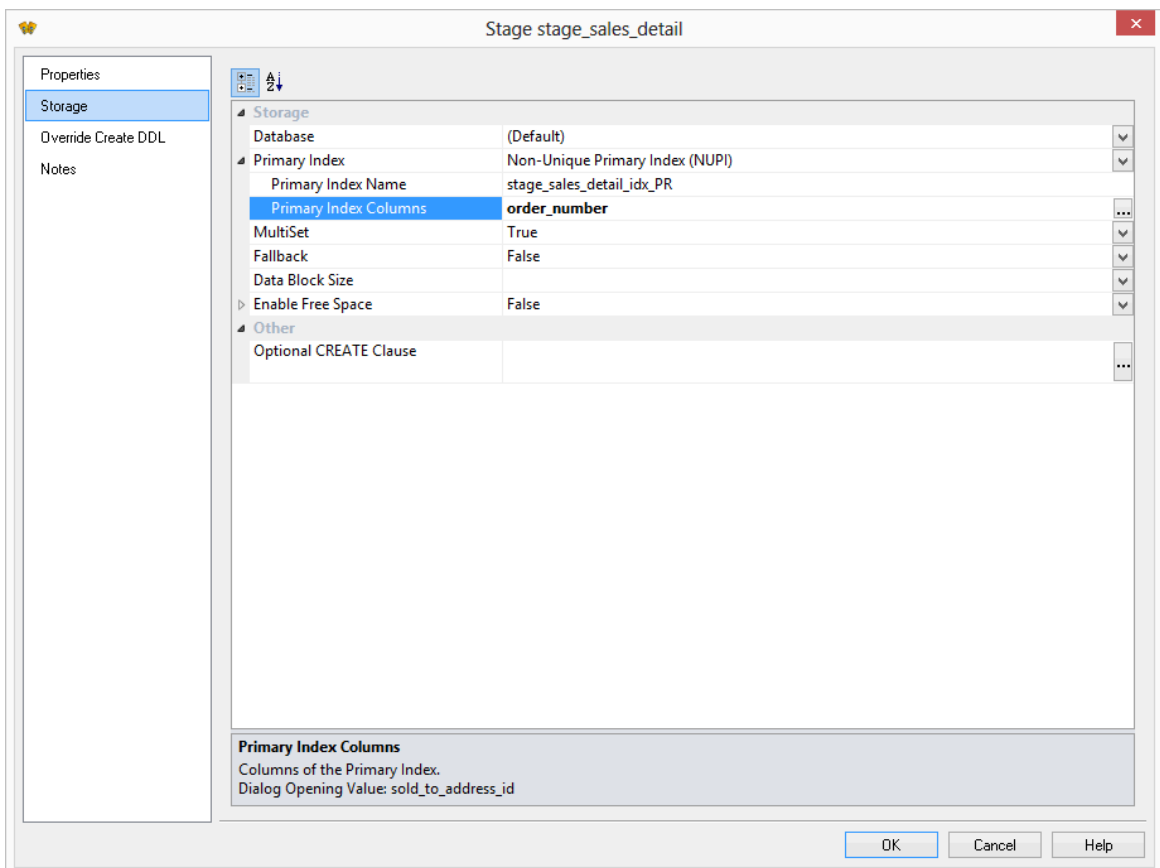 Stage stage_sales_detail
Properties
Storage
Override Create DDL
Notes
Storage
Database (Default)
Primary Index Non-Unique Primary Index (NUPI)
Primary Index Name stage_sales_detail_idx_PR
Primary Index Columns order_number ...
MultiSet True
Fallback False
Data Block Size
Enable Free Space False
Other
Optional CREATE Clause ...
Primary Index Columns
Columns of the Primary Index.
Dialog Opening Value: sold_to_address_id
OK Cancel Help